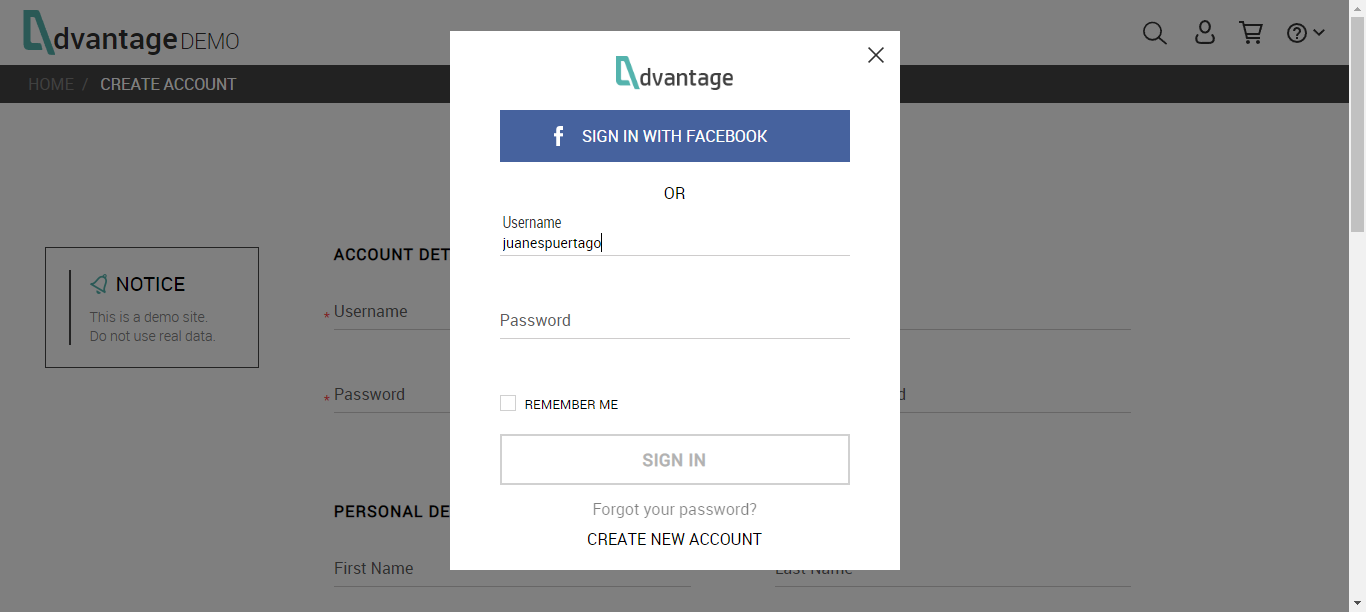 dvantage DEMO
HOME / CREATE ACCOUNT
NOTICE
This is a demo site.
Do not use real data.
ACCOUNT DET
* Username
* Password
d
PERSONAL DE
First Name
Last Name
dvantage
SIGN IN WITH FACEBOOK
OR
Username
juanespuertago
Password
REMEMBER ME
SIGN IN
Forgot your password?
CREATE NEW ACCOUNT